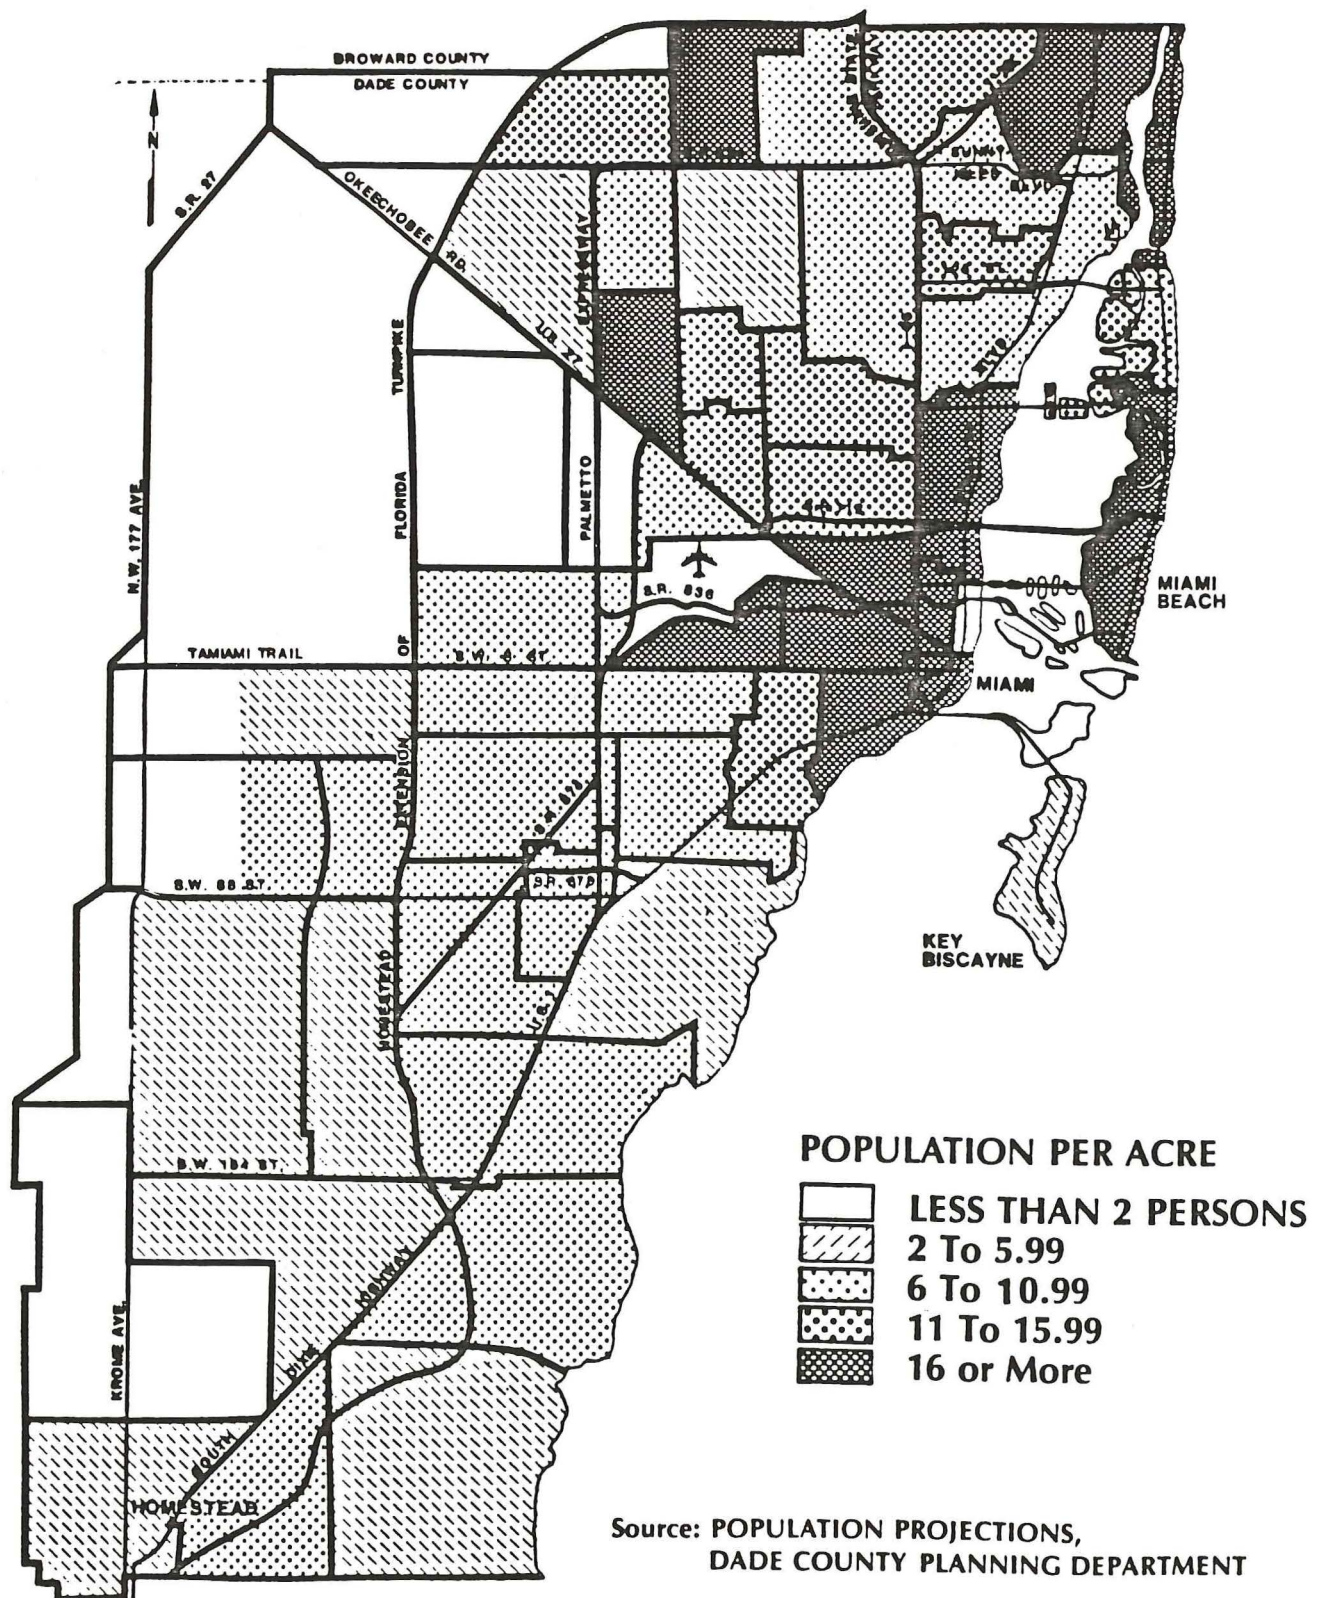 BROWARD COUNTY
DADE COUNTY
N
S.R. 27
OKEECHOBEE RD.
U.S. 27
EXPRESSWAY
SUNNY
BLVD
BLVD.
N.W. 177 AVE.
FLORIDA TURNPIKE
PALMETTO
S.R. 836
MIAMI
BEACH
TAMIAMI TRAIL
OF
S.W. 8 ST.
MIAMI
EXTENSION
S.R. 878
S.W. 88 ST.
KEY
BISCAYNE
HOMESTEAD
U.S. 1
S.W. 184 ST.
KROME AVE.
SOUTH DIXIE HIGHWAY
HOMESTEAD
POPULATION PER ACRE
LESS THAN 2 PERSONS
2 To 5.99
6 To 10.99
11 To 15.99
16 or More
Source: POPULATION PROJECTIONS,
DADE COUNTY PLANNING DEPARTMENT